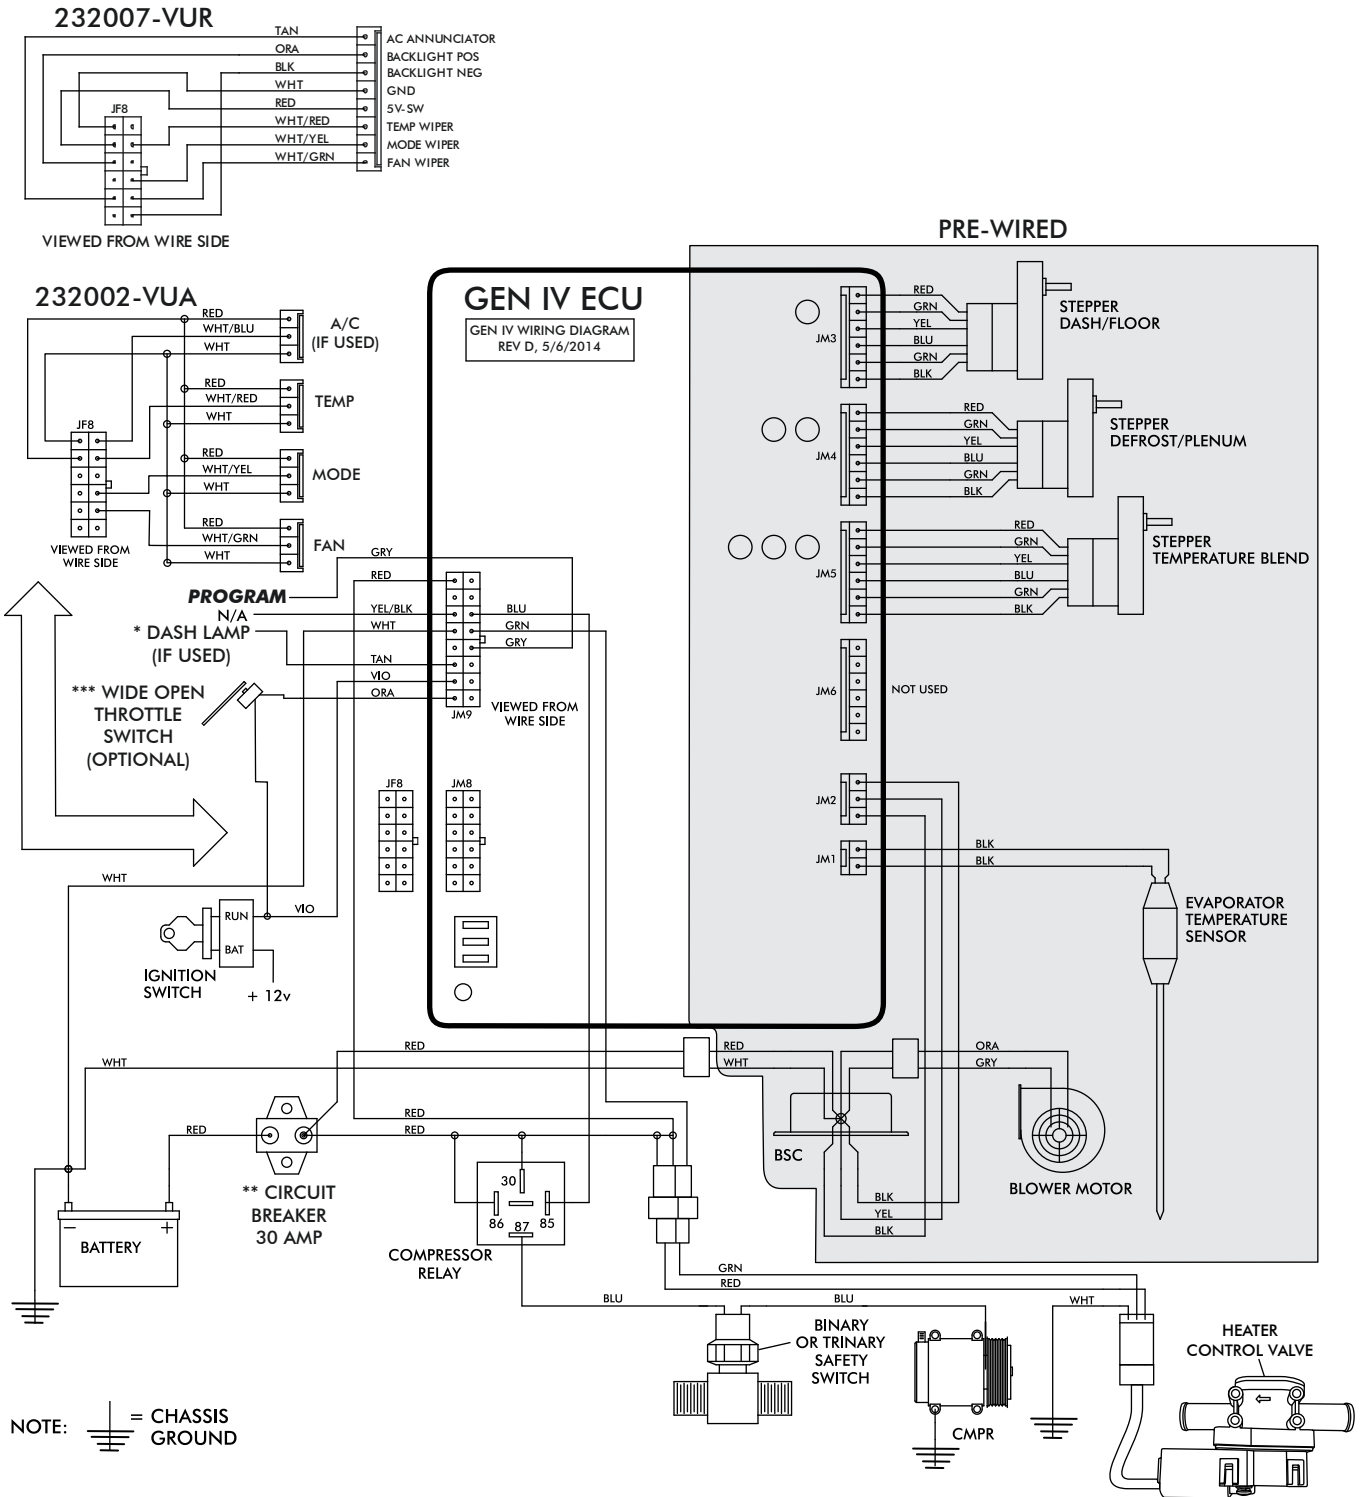 232007-VUR
TAN
AC ANNUNCIATOR
ORA
BACKLIGHT POS
BLK
BACKLIGHT NEG
WHT
GND
RED
5V-SW
WHT/RED
TEMP WIPER
WHT/YEL
MODE WIPER
WHT/GRN
FAN WIPER
JF8
VIEWED FROM WIRE SIDE
232002-VUA
RED
WHT/BLU
WHT
A/C
(IF USED)
RED
WHT/RED
WHT
TEMP
JF8
RED
WHT/YEL
WHT
MODE
RED
WHT/GRN
WHT
FAN
VIEWED FROM
WIRE SIDE
GEN IV ECU
GEN IV WIRING DIAGRAM
REV D, 5/6/2014
PRE-WIRED
JM3
RED
GRN
YEL
BLU
GRN
BLK
STEPPER
DASH/FLOOR
JM4
RED
GRN
YEL
BLU
GRN
BLK
STEPPER
DEFROST/PLENUM
JM5
RED
GRN
YEL
BLU
GRN
BLK
STEPPER
TEMPERATURE BLEND
JM6
NOT USED
JM2
JM1
BLK
BLK
EVAPORATOR
TEMPERATURE
SENSOR
GRY
RED
PROGRAM
N/A
YEL/BLK
* DASH LAMP
(IF USED)
WHT
TAN
VIO
ORA
BLU
GRN
GRY
JM9
VIEWED FROM
WIRE SIDE
*** WIDE OPEN
THROTTLE
SWITCH
(OPTIONAL)
JF8
JM8
WHT
RUN
VIO
BAT
IGNITION
SWITCH
+ 12v
RED
WHT
RED
WHT
ORA
GRY
BSC
BLOWER MOTOR
BLK
YEL
BLK
RED
RED
RED
** CIRCUIT
BREAKER
30 AMP
30
86
87
85
COMPRESSOR
RELAY
−
+
BATTERY
GRN
RED
BLU
BLU
WHT
BINARY
OR TRINARY
SAFETY
SWITCH
CMPR
HEATER
CONTROL VALVE
NOTE:
= CHASSIS
GROUND